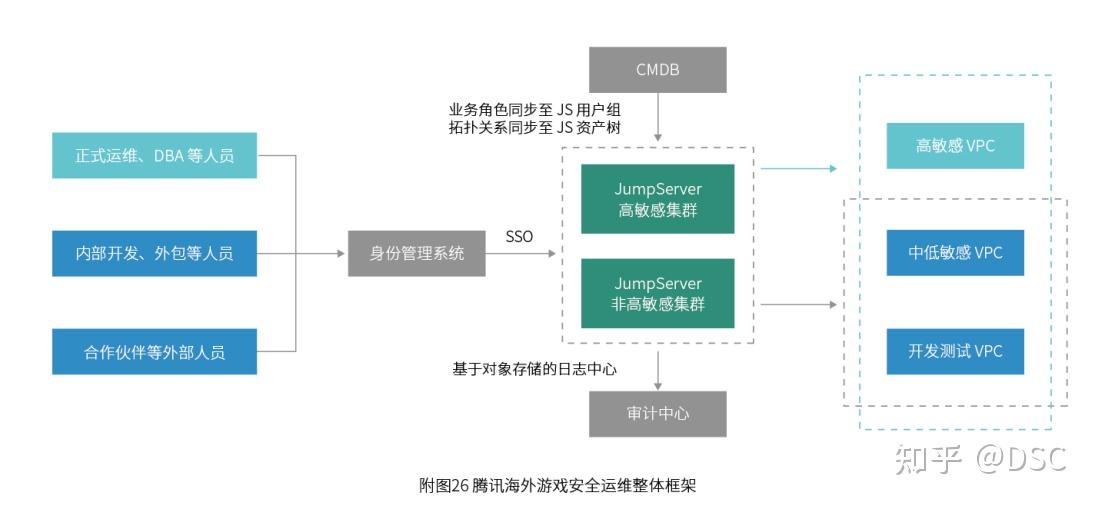 CMDB
业务角色同步至 JS 用户组
拓扑关系同步至 JS 资产树
正式运维、DBA 等人员
内部开发、外包等人员
合作伙伴等外部人员
身份管理系统
SSO
JumpServer
高敏感集群
JumpServer
非高敏感集群
高敏感 VPC
中低敏感 VPC
开发测试 VPC
基于对象存储的日志中心
审计中心
知乎 @DSC
附图26 腾讯海外游戏安全运维整体框架